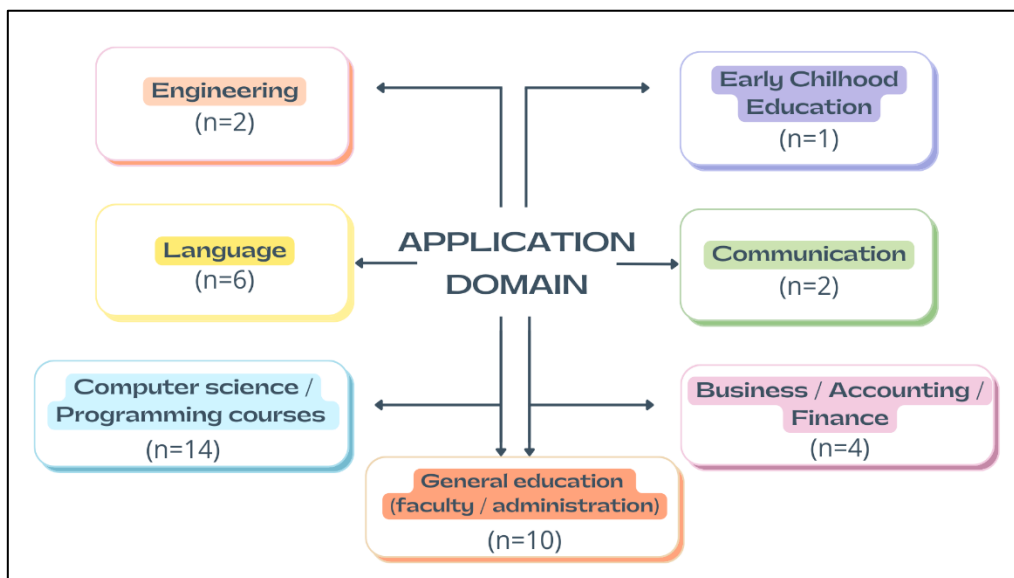 Engineering
(n=2)
Early Chilhood
Education
(n=1)
Language
(n=6)
APPLICATION
DOMAIN
Communication
(n=2)
Computer science /
Programming courses
(n=14)
Business / Accounting /
Finance
(n=4)
General education
(faculty / administration)
(n=10)